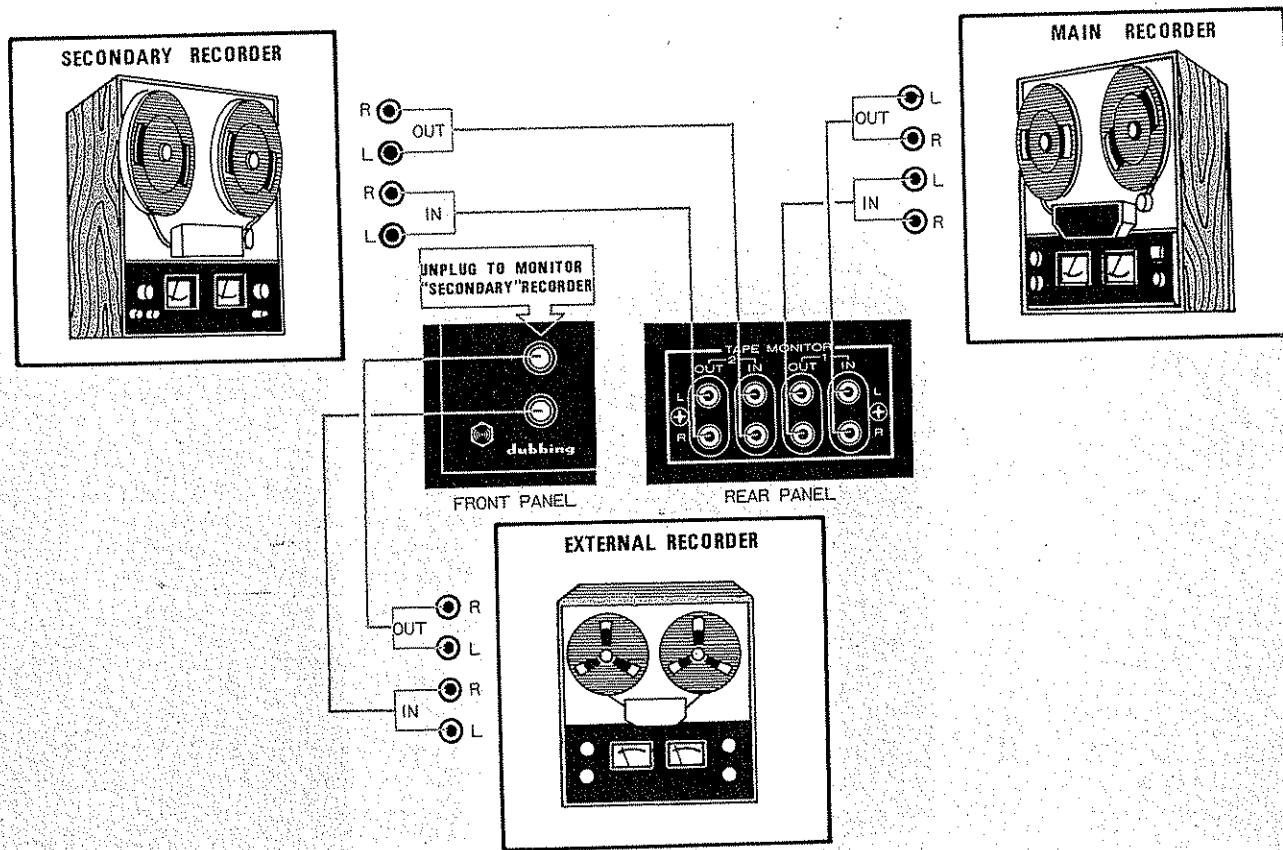 SECONDARY RECORDER
MAIN RECORDER
R
OUT
L
R
IN
L
L
OUT
R
L
IN
R
UNPLUG TO MONITOR
"SECONDARY" RECORDER
dubbing
FRONT PANEL
TAPE MONITOR
OUT 2 IN OUT 1 IN
L L
R R
REAR PANEL
EXTERNAL RECORDER
R
OUT
L
R
IN
L